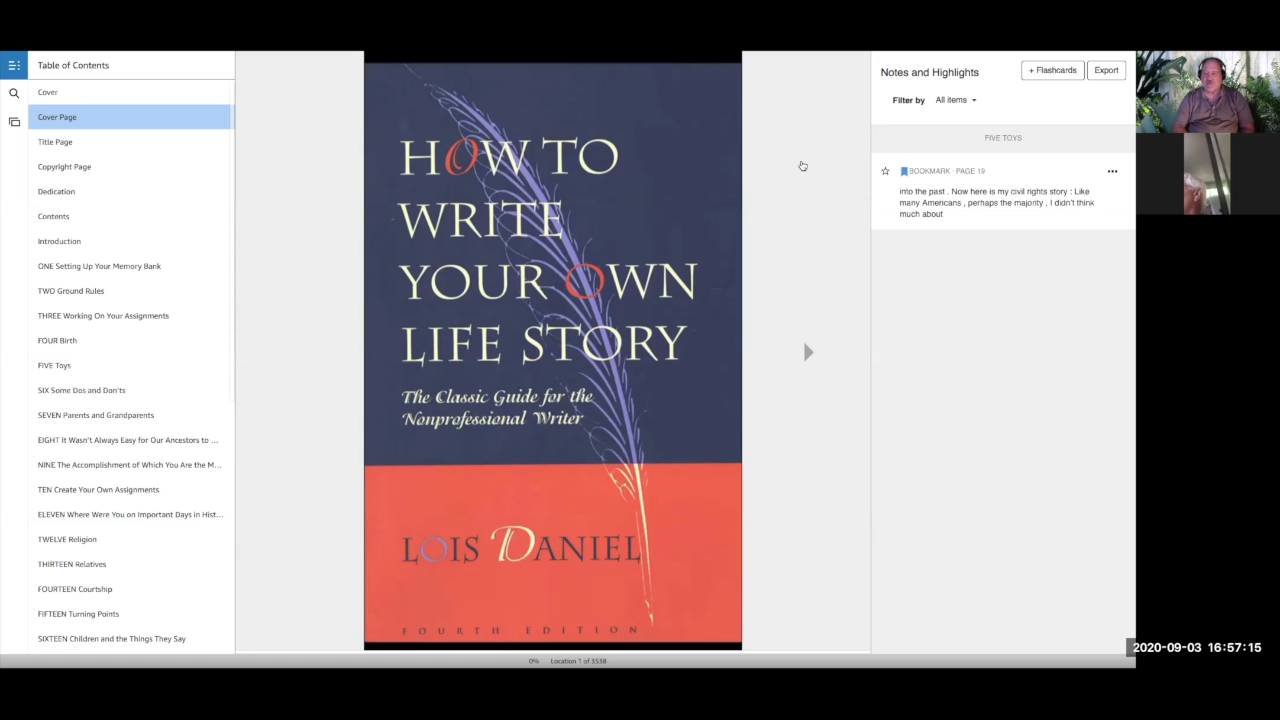 Table of Contents
Cover
Cover Page
Title Page
Copyright Page
Dedication
Contents
Introduction
ONE Setting Up Your Memory Bank
TWO Ground Rules
THREE Working On Your Assignments
FOUR Birth
FIVE Toys
SIX Some Dos and Don'ts
SEVEN Parents and Grandparents
EIGHT It Wasn't Always Easy for Our Ancestors to ...
NINE The Accomplishment of Which You Are the M...
TEN Create Your Own Assignments
ELEVEN Where Were You on Important Days in Hist...
TWELVE Religion
THIRTEEN Relatives
FOURTEEN Courtship
FIFTEEN Turning Points
SIXTEEN Children and the Things They Say
HOW TO
WRITE
YOUR OWN
LIFE STORY
The Classic Guide for the
Nonprofessional Writer
LOIS DANIEL
FOURTH EDITION
0% Location 1 of 3538
Notes and Highlights
+ Flashcards
Export
Filter by All items
FIVE TOYS
BOOKMARK · PAGE 19
into the past . Now here is my civil rights story : Like
many Americans , perhaps the majority , I didn't think
much about
2020-09-03 16:57:15